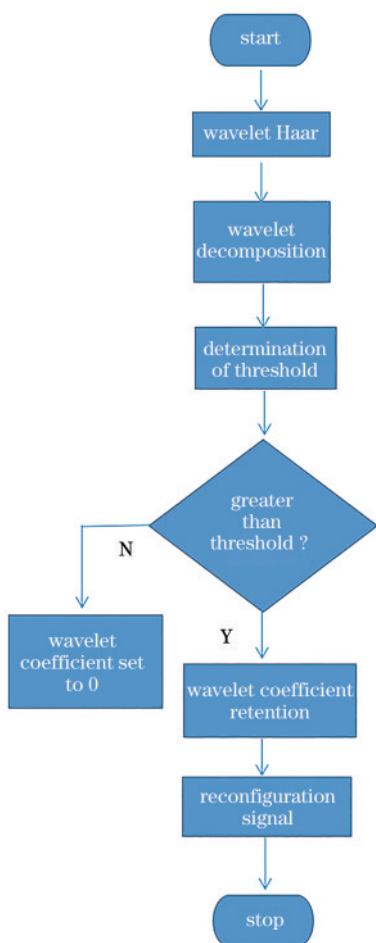 start
wavelet Haar
wavelet
decomposition
determination
of threshold
greater
than
threshold ?
N
Y
wavelet
coefficient set
to 0
wavelet coefficient
retention
reconfiguration
signal
stop